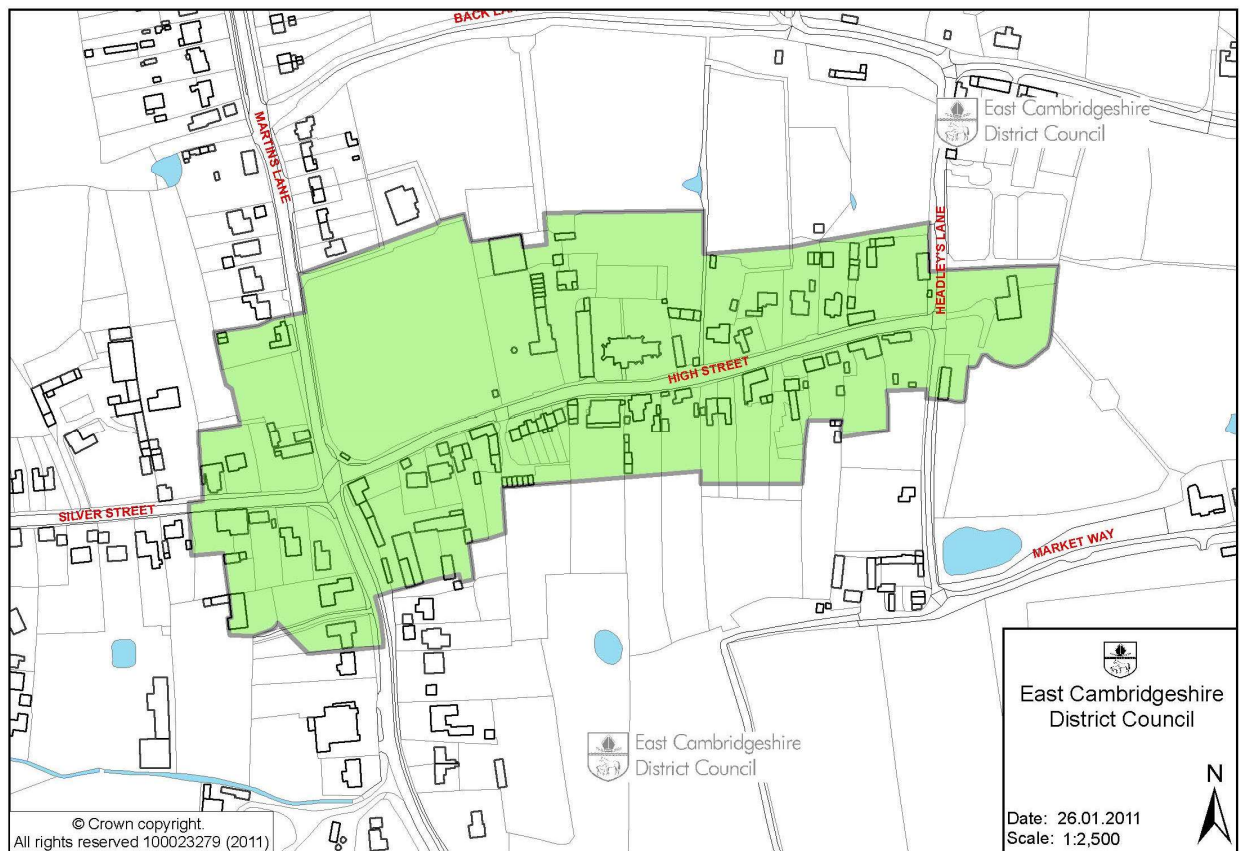 BACK
MARTINS LANE
East Cambridgeshire
District Council
HEADLEY'S LANE
HIGH STREET
SILVER STREET
MARKET WAY
East Cambridgeshire
District Council
East Cambridgeshire
District Council
N
Date: 26.01.2011
Scale: 1:2,500
© Crown copyright.
All rights reserved 100023279 (2011)